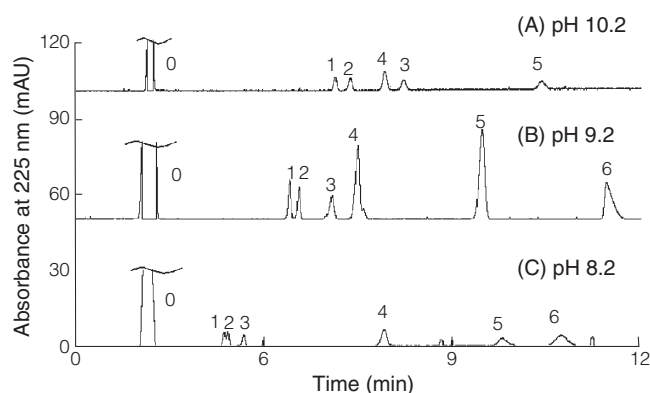 (A) pH 10.2
120
0
1 2 4 3 5
90
(B) pH 9.2
0
1 2 3 4 5 6
60
30
(C) pH 8.2
0
1 2 3 4 5 6
0
0 6 9 12
Time (min)
Absorbance at 225 nm (mAU)